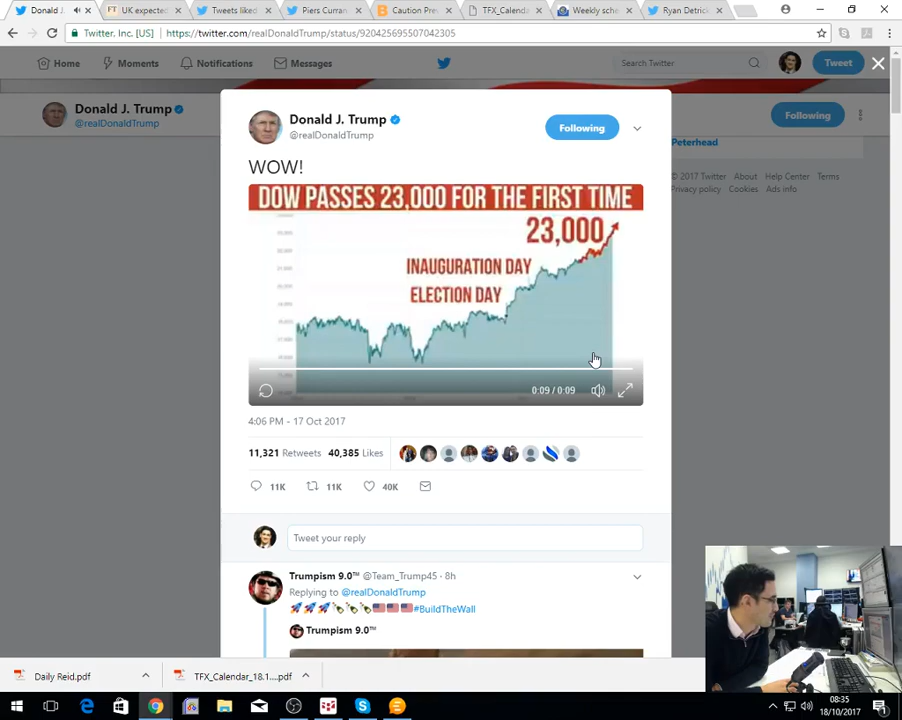 Donald J.
UK expected
Tweets liked
Piers Curran
Caution Pre
TFX_Calenda
Weekly sche
Ryan Detrick
Twitter, Inc. [US]
https://twitter.com/realDonaldTrump/status/920425695507042305
Home
Moments
Notifications
Messages
Search Twitter
Tweet
Donald J. Trump
@realDonaldTrump
Following
Donald J. Trump
@realDonaldTrump
Following
Peterhead
© 2017 Twitter About Help Center Terms
Privacy policy Cookies Ads info
WOW!
DOW PASSES 23,000 FOR THE FIRST TIME
23,000
INAUGURATION DAY
ELECTION DAY
0:09 / 0:09
4:06 PM - 17 Oct 2017
11,321 Retweets 40,385 Likes
11K
11K
40K
Tweet your reply
Trumpism 9.0™ @Team_Trump45 · 8h
Replying to @realDonaldTrump
#BuildTheWall
Trumpism 9.0™
Daily Reid.pdf
TFX_Calendar_18.1....pdf
08:35
18/10/2017